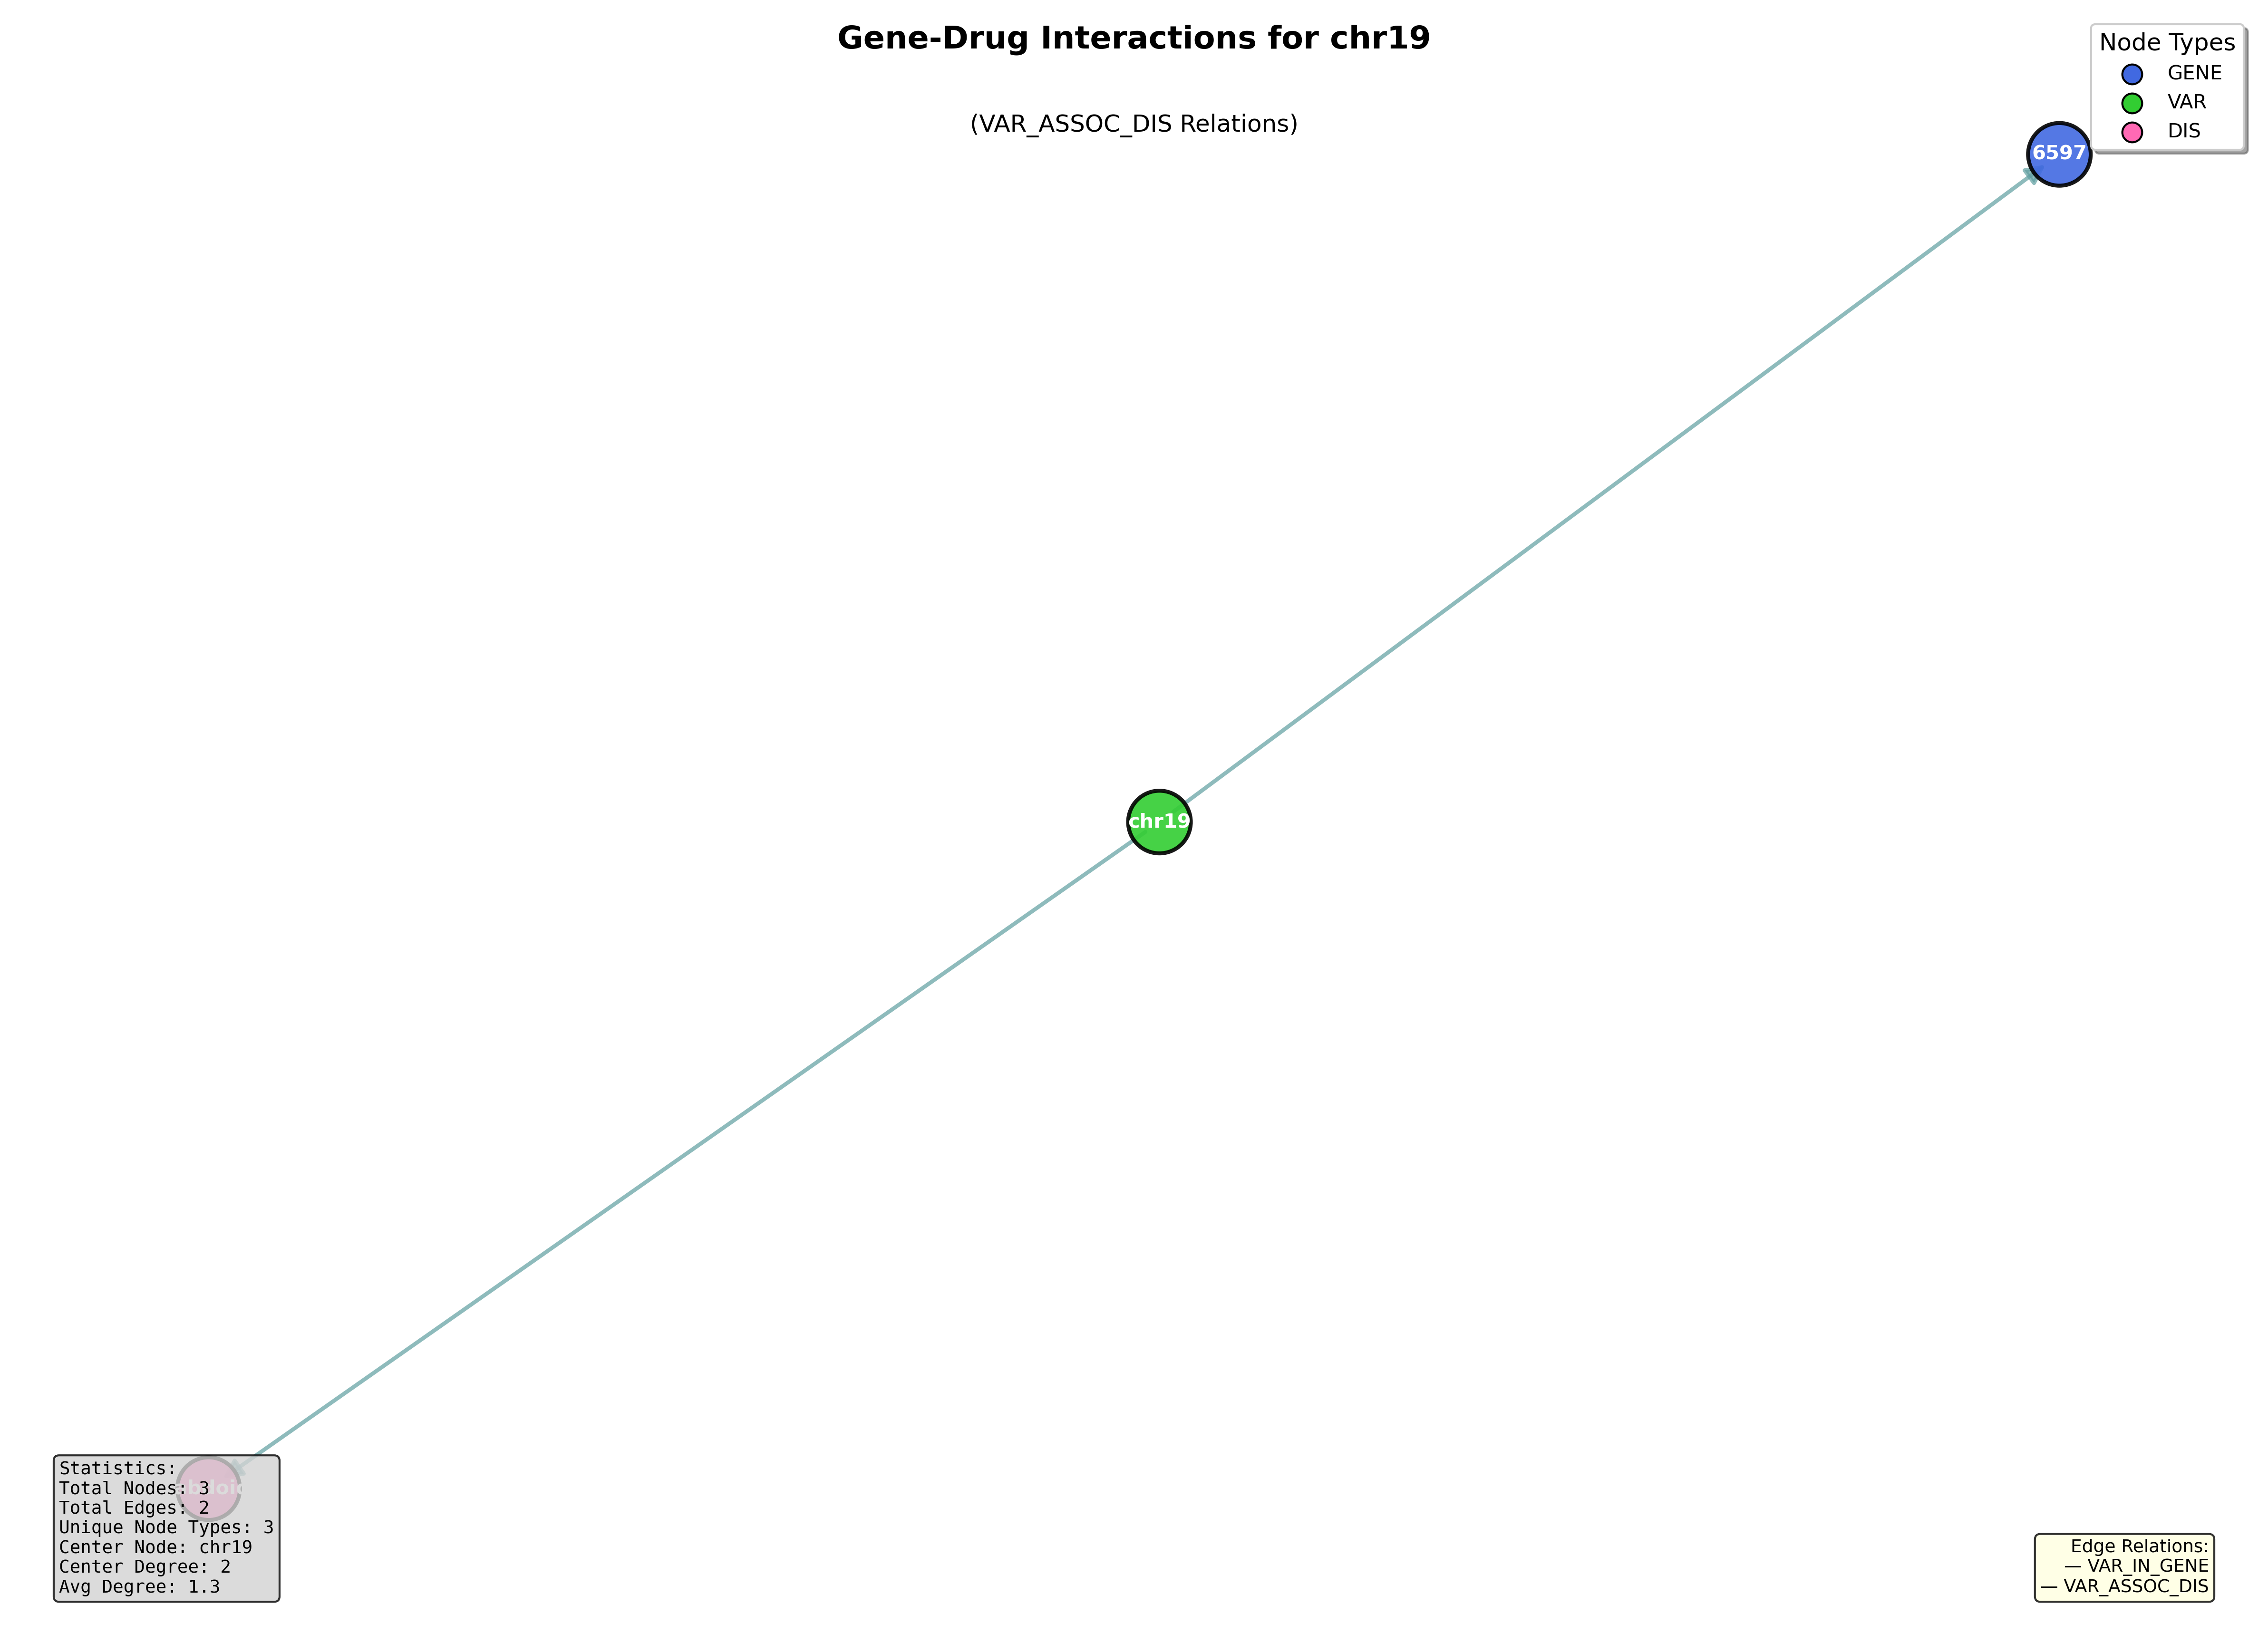 Gene-Drug Interactions for chr19
(VAR_ASSOC_DIS Relations)
Node Types
GENE
VAR
DIS
6597
chr19
Statistics:
Total Nodes: 3
Total Edges: 2
Unique Node Types: 3
Center Node: chr19
Center Degree: 2
Avg Degree: 1.3
Edge Relations:
— VAR_IN_GENE
— VAR_ASSOC_DIS